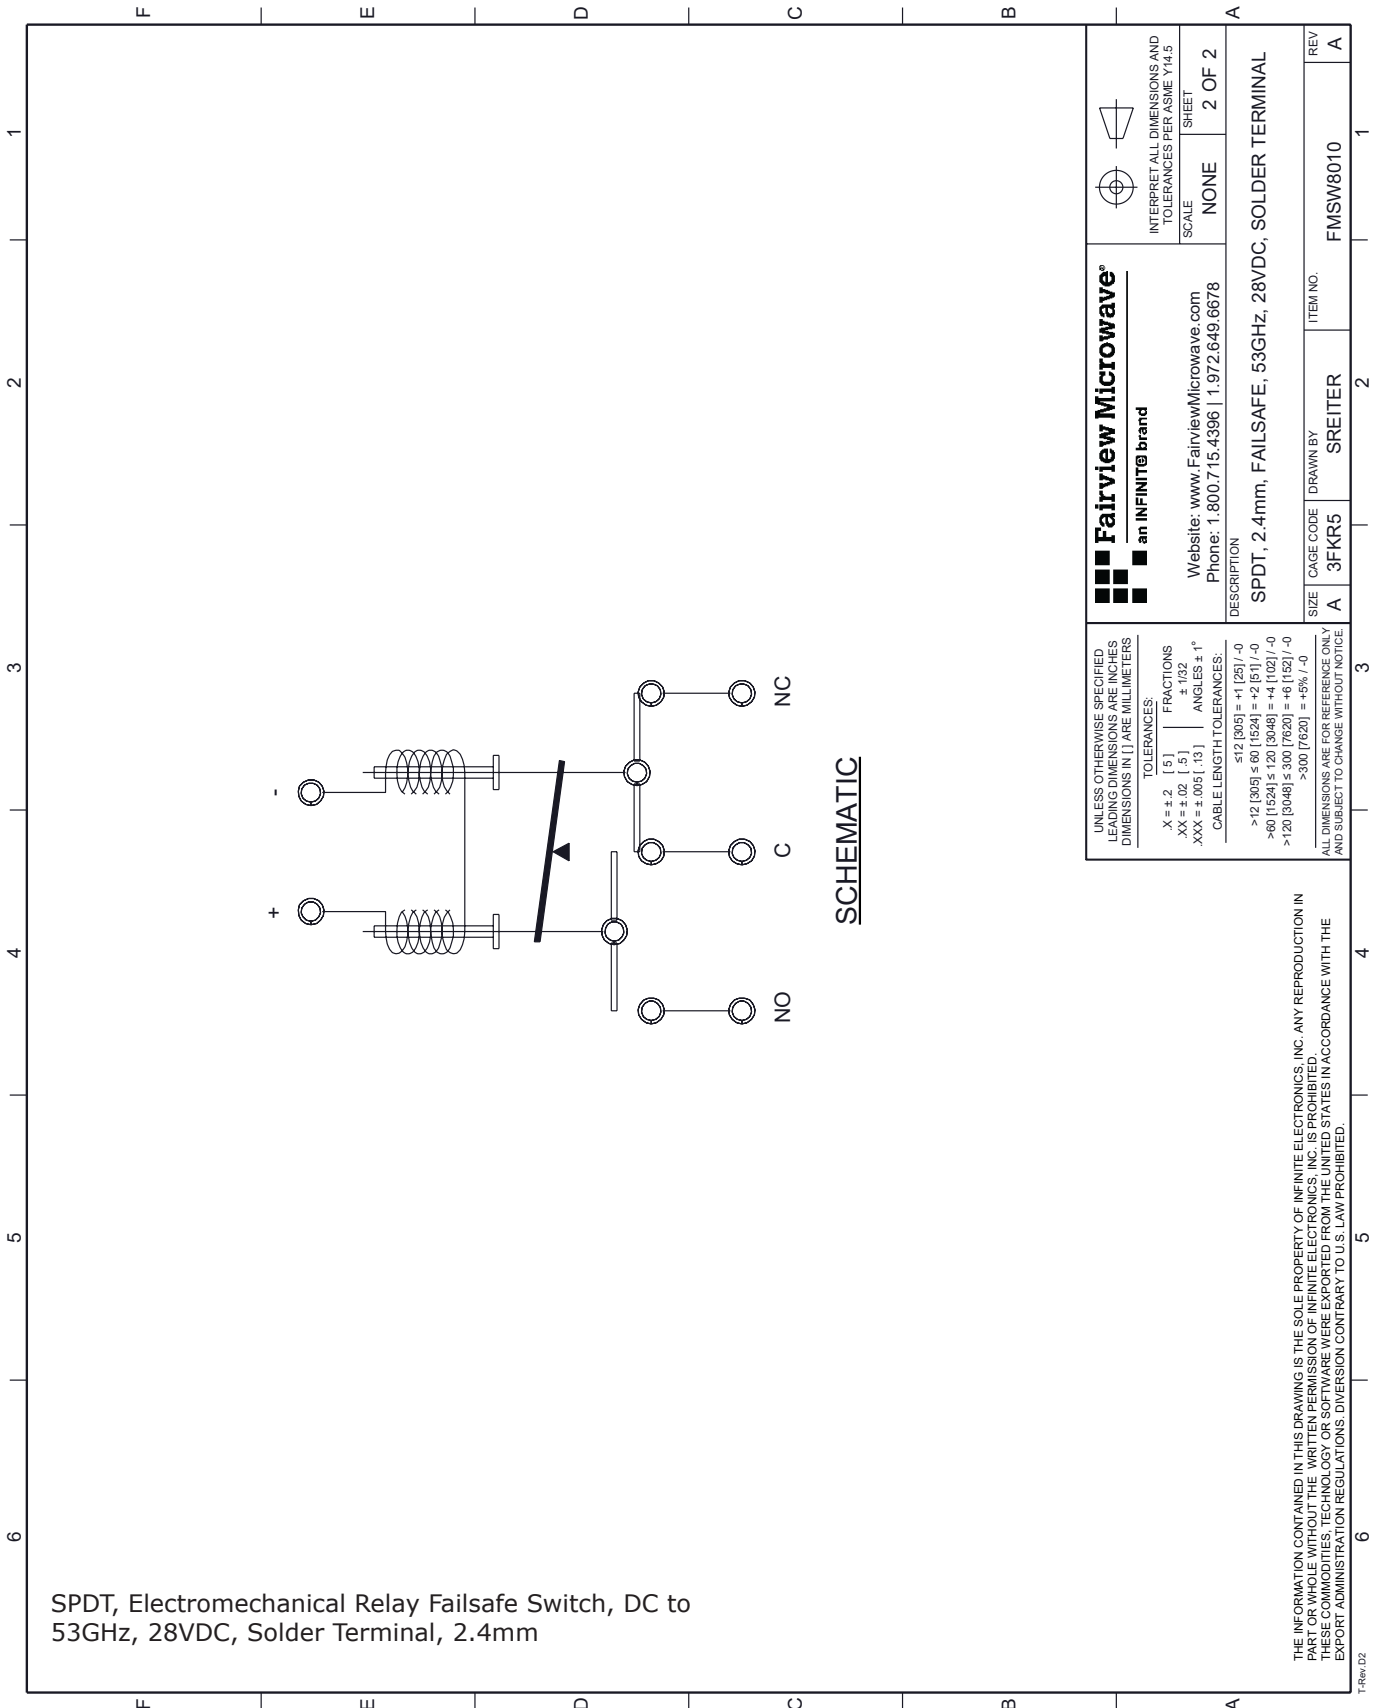 6
5
4
3
2
1
F
E
D
C
B
A
+
-
NO
C
NC
SCHEMATIC
UNLESS OTHERWISE SPECIFIED
LEADING DIMENSIONS ARE INCHES
DIMENSIONS IN [ ] ARE MILLIMETERS
TOLERANCES:
.X = ±.2 [ 5 ]
.XX = ±.02 [ .5 ]
.XXX = ±.005 [ .13 ]
FRACTIONS
± 1/32
ANGLES ± 1°
CABLE LENGTH TOLERANCES:
≤12 [305] = +1 [25] / -0
>12 [305] ≤ 60 [1524] = +2 [51] / -0
>60 [1524] ≤ 120 [3048] = +4 [102] / -0
>120 [3048] ≤ 300 [7620] = +6 [152] / -0
>300 [7620] = +5% / -0
ALL DIMENSIONS ARE FOR REFERENCE ONLY
AND SUBJECT TO CHANGE WITHOUT NOTICE.
Fairview Microwave®
an INFINIT℮ brand
Website: www.FairviewMicrowave.com
Phone: 1.800.715.4396 | 1.972.649.6678
INTERPRET ALL DIMENSIONS AND
TOLERANCES PER ASME Y14.5
SCALE
NONE
SHEET
2 OF 2
DESCRIPTION
SPDT, 2.4mm, FAILSAFE, 53GHz, 28VDC, SOLDER TERMINAL
SIZE
A
CAGE CODE
3FKR5
DRAWN BY
SREITER
ITEM NO.
FMSW8010
REV
A
THE INFORMATION CONTAINED IN THIS DRAWING IS THE SOLE PROPERTY OF INFINITE ELECTRONICS, INC. ANY REPRODUCTION IN
PART OR WHOLE WITHOUT THE WRITTEN PERMISSION OF INFINITE ELECTRONICS, INC. IS PROHIBITED.
THESE COMMODITIES, TECHNOLOGY OR SOFTWARE WERE EXPORTED FROM THE UNITED STATES IN ACCORDANCE WITH THE
EXPORT ADMINISTRATION REGULATIONS. DIVERSION CONTRARY TO U.S. LAW PROHIBITED.
T-Rev.D2
6
5
4
3
2
1
F
E
D
C
B
A
SPDT, Electromechanical Relay Failsafe Switch, DC to
53GHz, 28VDC, Solder Terminal, 2.4mm